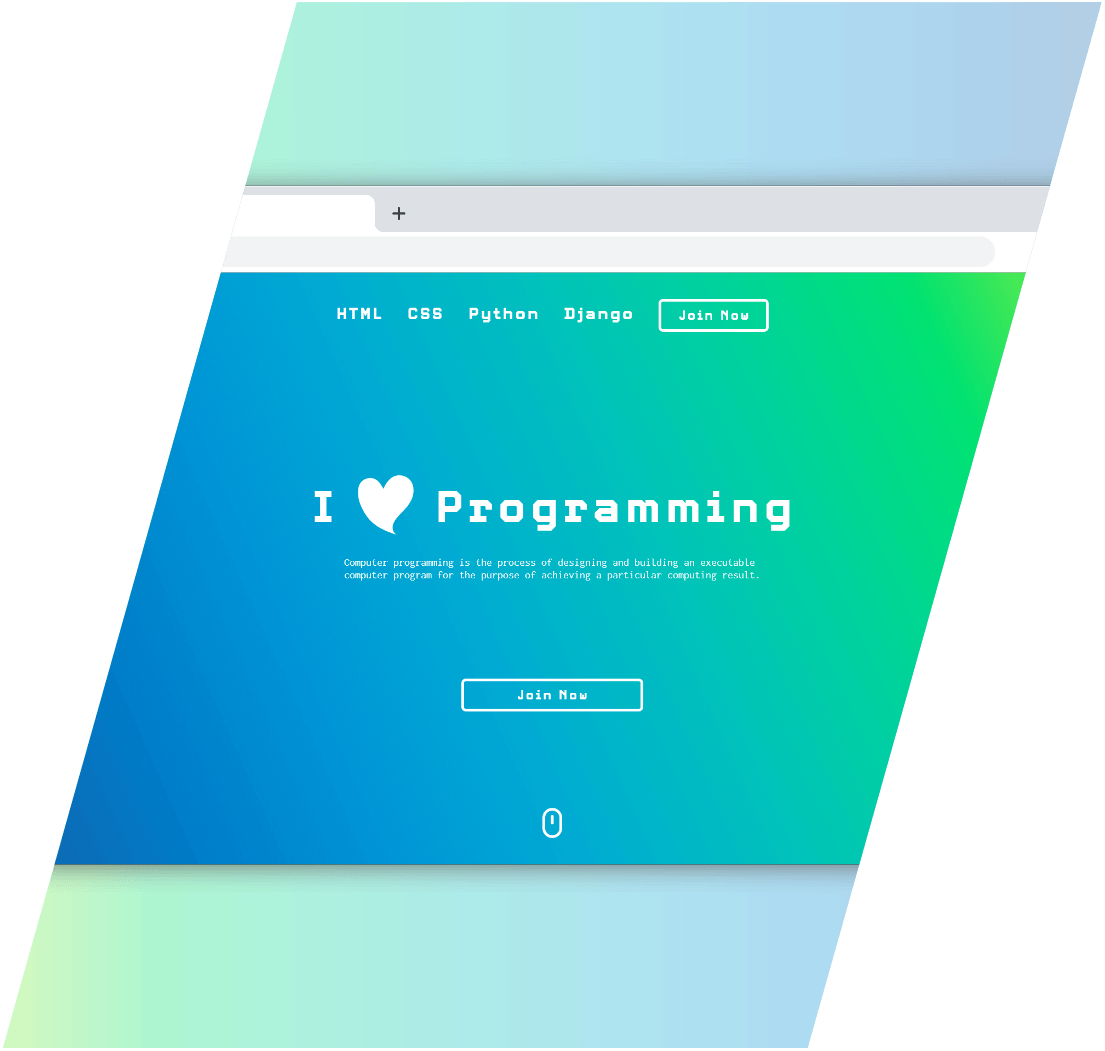 +
HTML CSS Python Django Join Now
I Programming
Computer programming is the process of designing and building an executable
computer program for the purpose of achieving a particular computing result.
Join Now